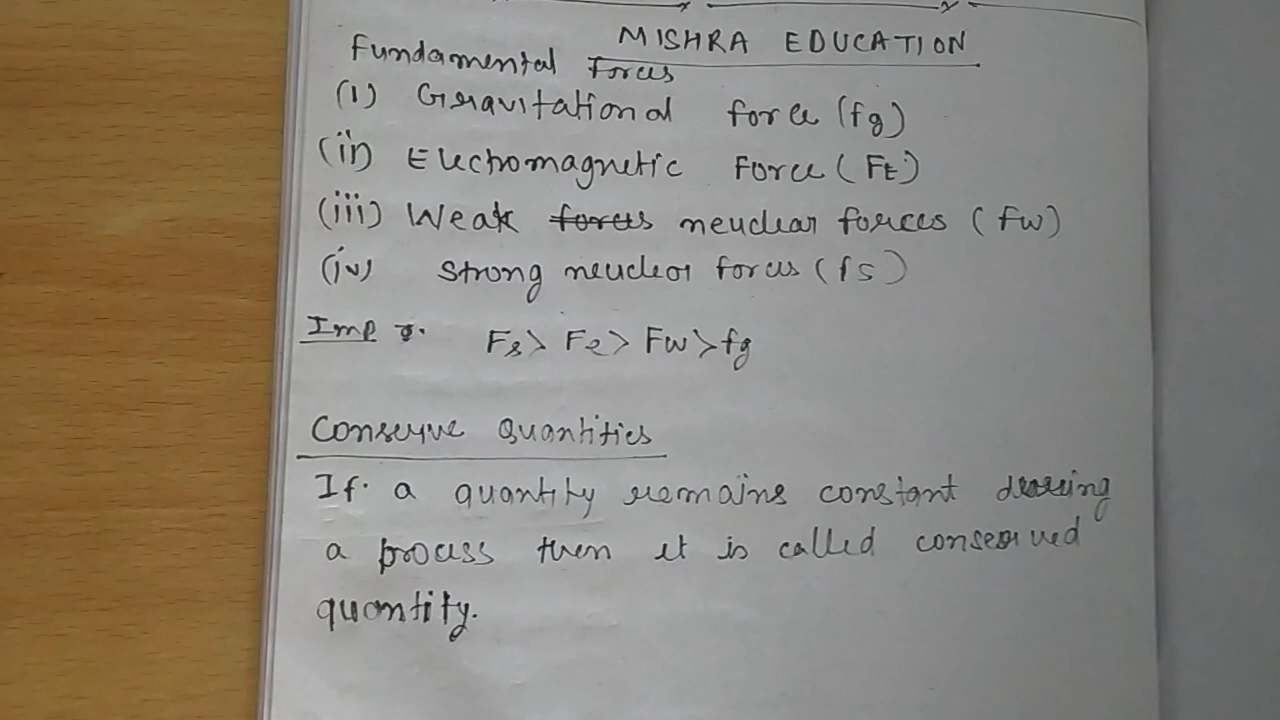 MISHRA EDUCATION
Fundamental Forces
(i) Gravitational force (fg)
(ii) Electromagnetic Force (FE)
(iii) Weak forces neuclear forces (fw)
(iv) Strong neuclear forces (fs)
Imp :. Fs > Fe > Fw > fg
Conserve Quantities
If a quantity remains constant during
a process then it is called conserved
quantity.